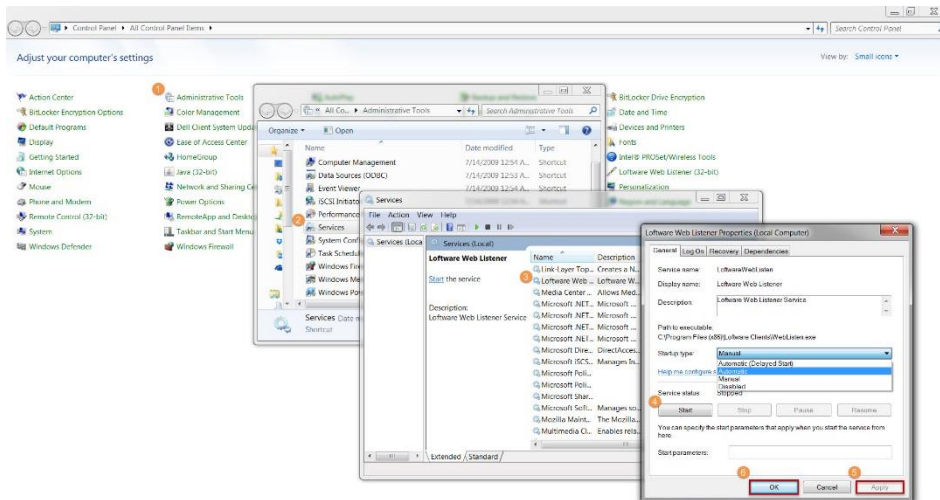 Control Panel ▸ All Control Panel Items ▸
Search Control Panel
Adjust your computer's settings
View by: Small icons
1
Action Center
BitLocker Encryption Options
Default Programs
Display
Getting Started
Internet Options
Mouse
Phone and Modem
Remote Control (32-bit)
System
Windows Defender
Administrative Tools
Color Management
Dell Client System Upda
Ease of Access Center
HomeGroup
Java (32-bit)
Network and Sharing Ce
Power Options
RemoteApp and Deskto
Taskbar and Start Menu
Windows Firewall
AutoPlay
Backup and Restore
BitLocker Drive Encryption
Date and Time
Devices and Printers
Fonts
Intel® PROSet/Wireless Tools
Loftware Web Listener (32-bit)
Personalization
Region and Language
« All Co... ▸ Administrative Tools
Search Administrative Tools
Organize
Open
Name Date modified Type
Computer Management 7/14/2009 12:54 A... Shortcut
Data Sources (ODBC) 7/14/2009 12:53 A... Shortcut
Event Viewer 7/14/2009 12:54 A... Shortcut
iSCSI Initiato
Performance
2
Services
System Confi
Task Schedul
Windows Fire
Windows Me
Windows Pow
Services Date m
Shortcut
Services
File Action View Help
Services (Loca
Services (Local)
Loftware Web Listener
Start the service
Description:
Loftware Web Listener Service
Name Description
Link-Layer Top... Creates a N...
3
Loftware Web ... Loftware W...
Media Center ... Allows Med...
Microsoft .NET... Microsoft ...
Microsoft .NET... Microsoft ...
Microsoft .NET... Microsoft ...
Microsoft .NET... Microsoft ...
Microsoft Dire... DirectAcces...
Microsoft iSCS... Manages In...
Microsoft Poli...
Microsoft Poli...
Microsoft Shar...
Microsoft Soft... Manages so...
Mozilla Maint... The Mozilla...
Multimedia Cl... Enables rela...
Extended Standard
Loftware Web Listener Properties (Local Computer)
General Log On Recovery Dependencies
Service name: LoftwareWebListen
Display name: Loftware Web Listener
Description: Loftware Web Listener Service
Path to executable:
C:\Program Files (x86)\Loftware Clients\WebListen.exe
Startup type: Manual
Automatic (Delayed Start)
Help me configure s
Automatic
Manual
Disabled
Service status: Stopped
4
Start Stop Pause Resume
You can specify the start parameters that apply when you start the service from
here.
Start parameters:
6
5
OK Cancel Apply